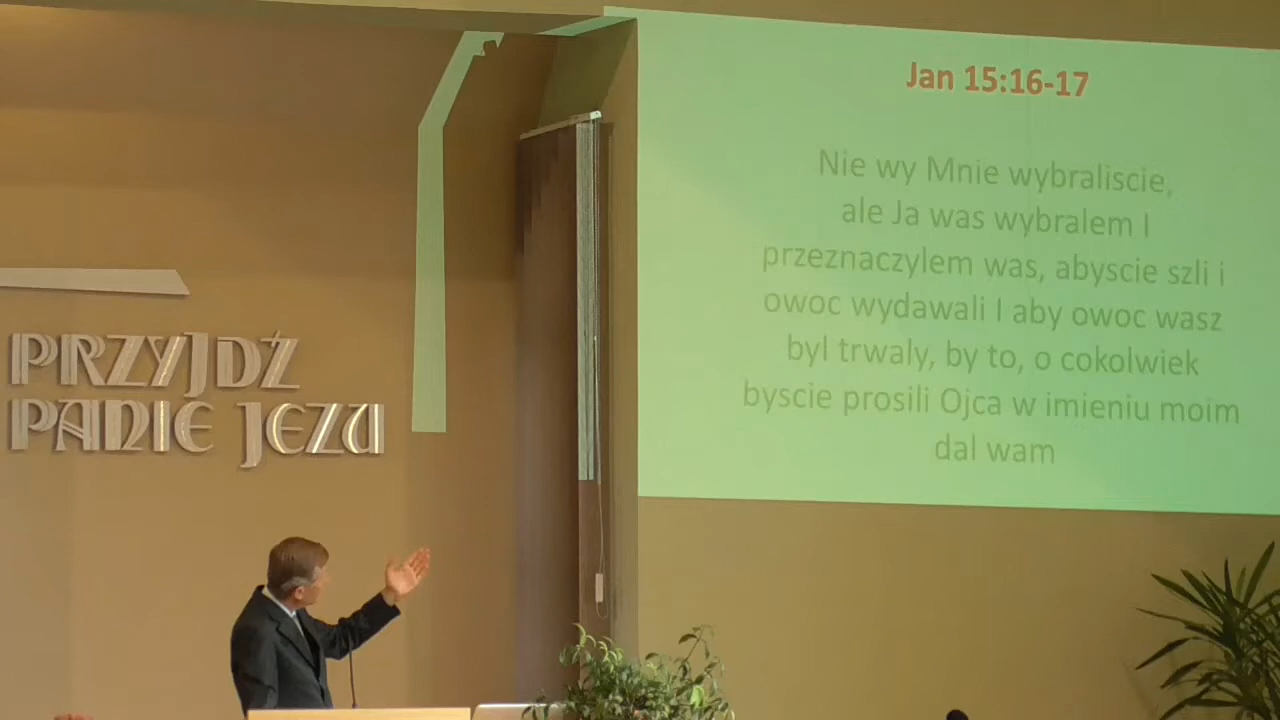 PRZYJDŹ
PANIE JEZU
Jan 15:16-17
Nie wy Mnie wybraliscie,
ale Ja was wybralem I
przeznaczylem was, abyscie szli i
owoc wydawali I aby owoc wasz
byl trwaly, by to, o cokolwiek
byscie prosili Ojca w imieniu moim
dal wam